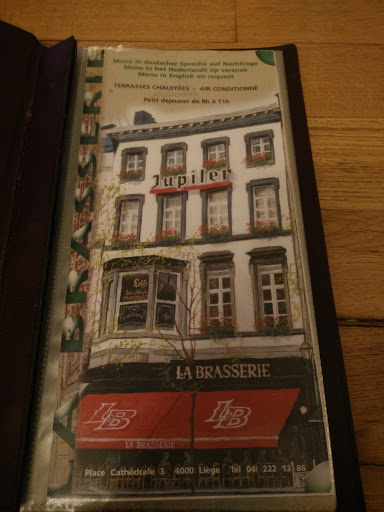 Menü in deutscher Sprache auf Nachfrage
Menu in het Nederlands op verzoek
Menu in English on request
TERRASSES CHAUFFÉES - AIR CONDITIONNÉ
Petit déjeuner de 8h à 11h
LA BRASSERIE
Jupiler
Leffe
LA BRASSERIE
LB
LB
LA BRASSERIE
Place Cathédrale 3 4000 Liège Tél 04/ 222 13 86